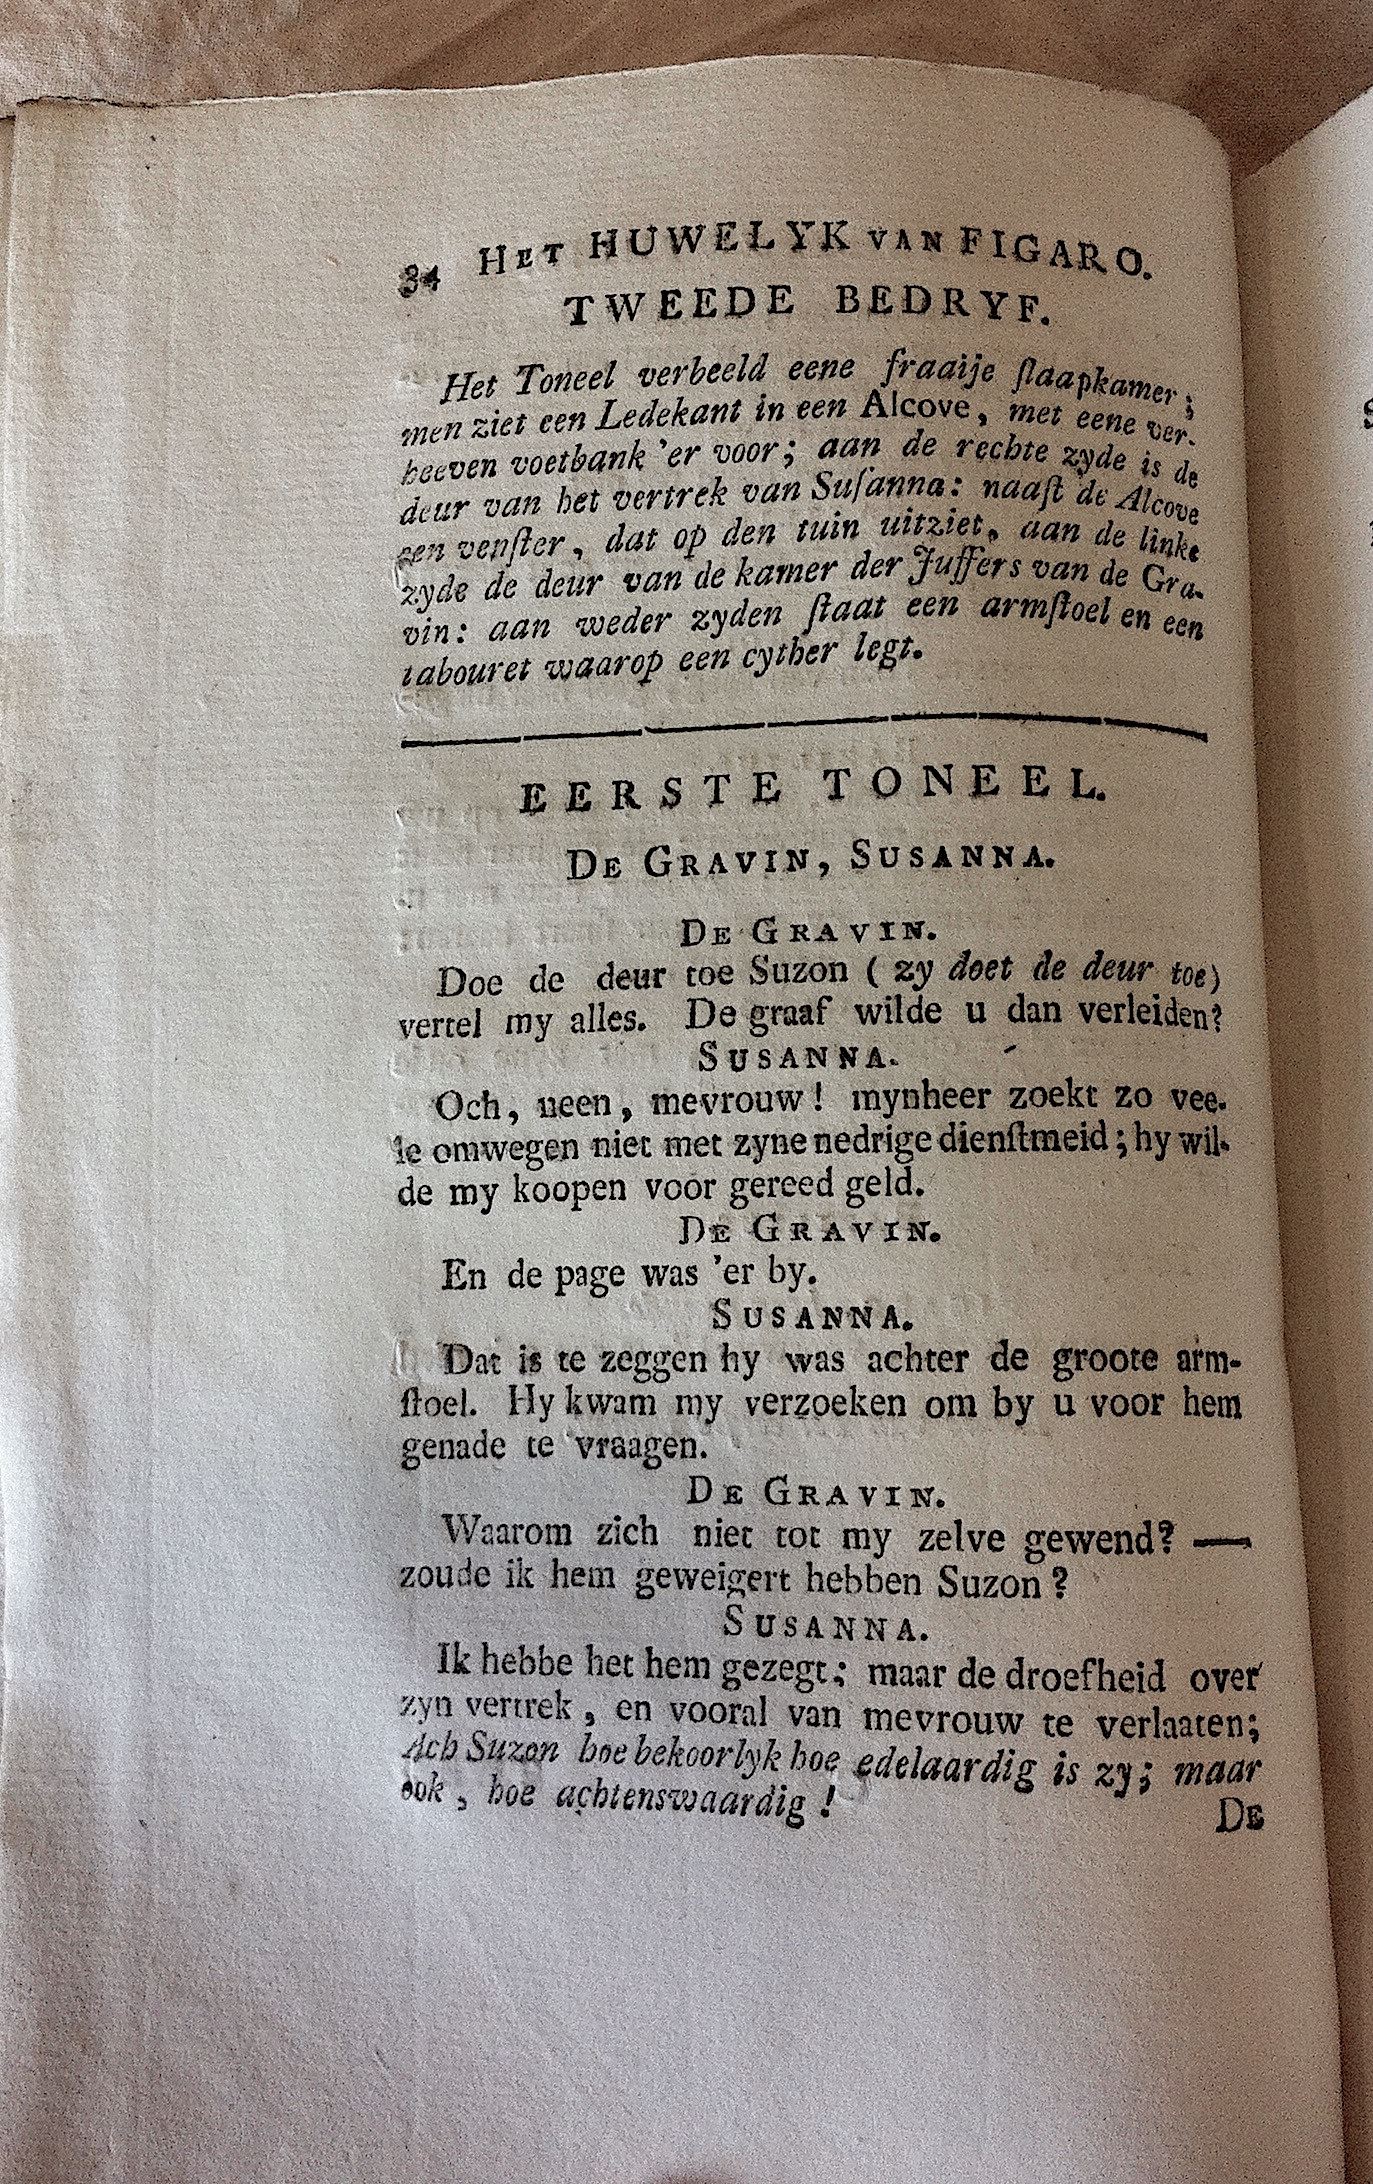 34 HET HUWELYK VAN FIGARO.
TWEEDE BEDRYF.
Het Toneel verbeeld eene fraaije ſlaapkamer;
men ziet een Ledekant in een Alcove, met eene ver-
heeven voetbank 'er voor; aan de rechte zyde is de
deur van het vertrek van Suſanna: naaſt de Alcove
een venſter, dat op den tuin uitziet, aan de linke
zyde de deur van de kamer der Juffers van de Gra-
vin: aan weder zyden ſtaat een armſtoel en een
tabouret waarop een cyther legt.
EERSTE TONEEL.
DE GRAVIN, SUSANNA.
DE GRAVIN.
Doe de deur toe Suzon (zy doet de deur toe)
vertel my alles. De graaf wilde u dan verleiden?
SUSANNA.
Och, neen, mevrouw! mynheer zoekt zo vee-
le omwegen niet met zyne nedrige dienſtmeid; hy wil-
de my koopen voor gereed geld.
DE GRAVIN.
En de page was 'er by.
SUSANNA.
Dat is te zeggen hy was achter de groote arm-
ſtoel. Hy kwam my verzoeken om by u voor hem
genade te vraagen.
DE GRAVIN.
Waarom zich niet tot my zelve gewend? —
zoude ik hem geweigert hebben Suzon?
SUSANNA.
Ik hebbe het hem gezegt; maar de droefheid over
zyn vertrek, en vooral van mevrouw te verlaaten;
Ach Suzon hoe bekoorlyk hoe edelaardig is zy; maar
ook, hoe achtenswaardig!
DE